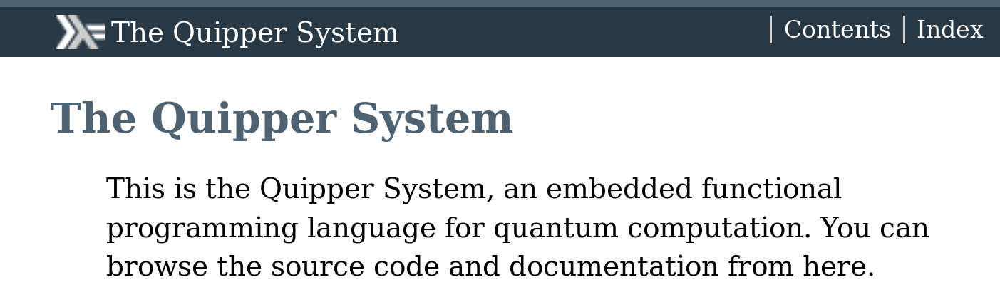 The Quipper System
Contents
Index
The Quipper System
This is the Quipper System, an embedded functional
programming language for quantum computation. You can
browse the source code and documentation from here.